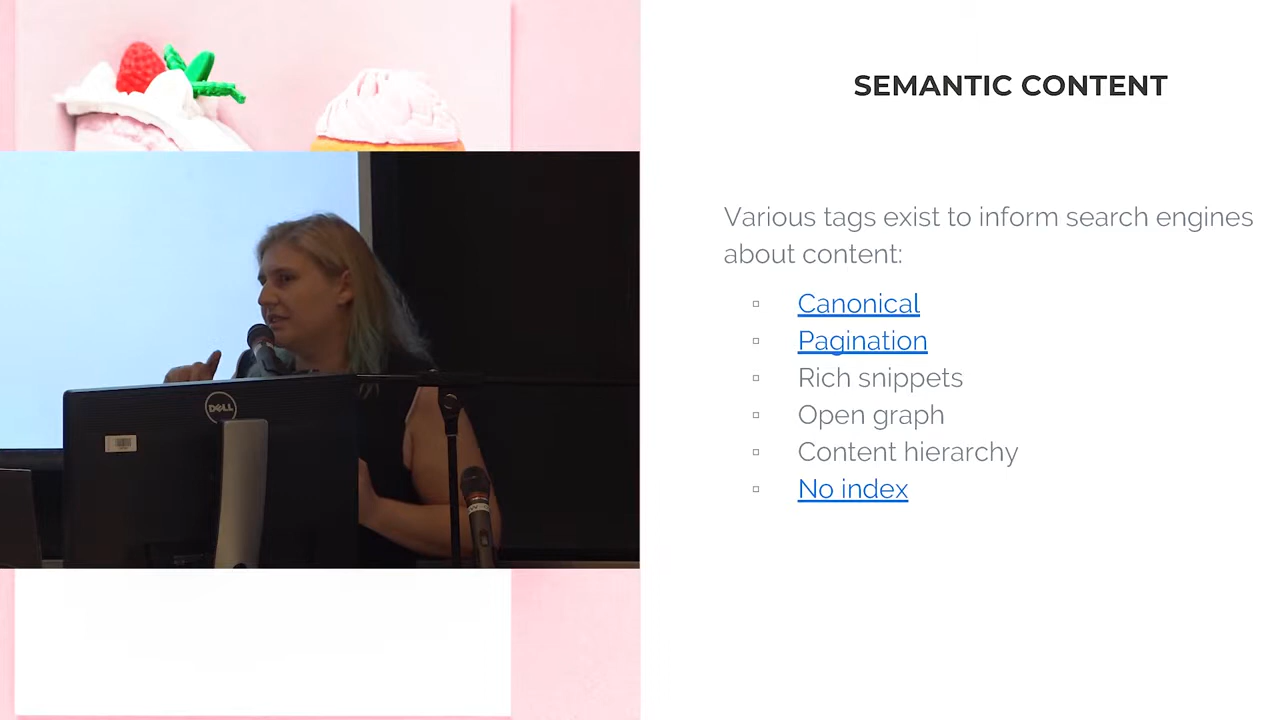 SEMANTIC CONTENT
Various tags exist to inform search engines
about content:
Canonical
Pagination
Rich snippets
Open graph
Content hierarchy
No index
DELL